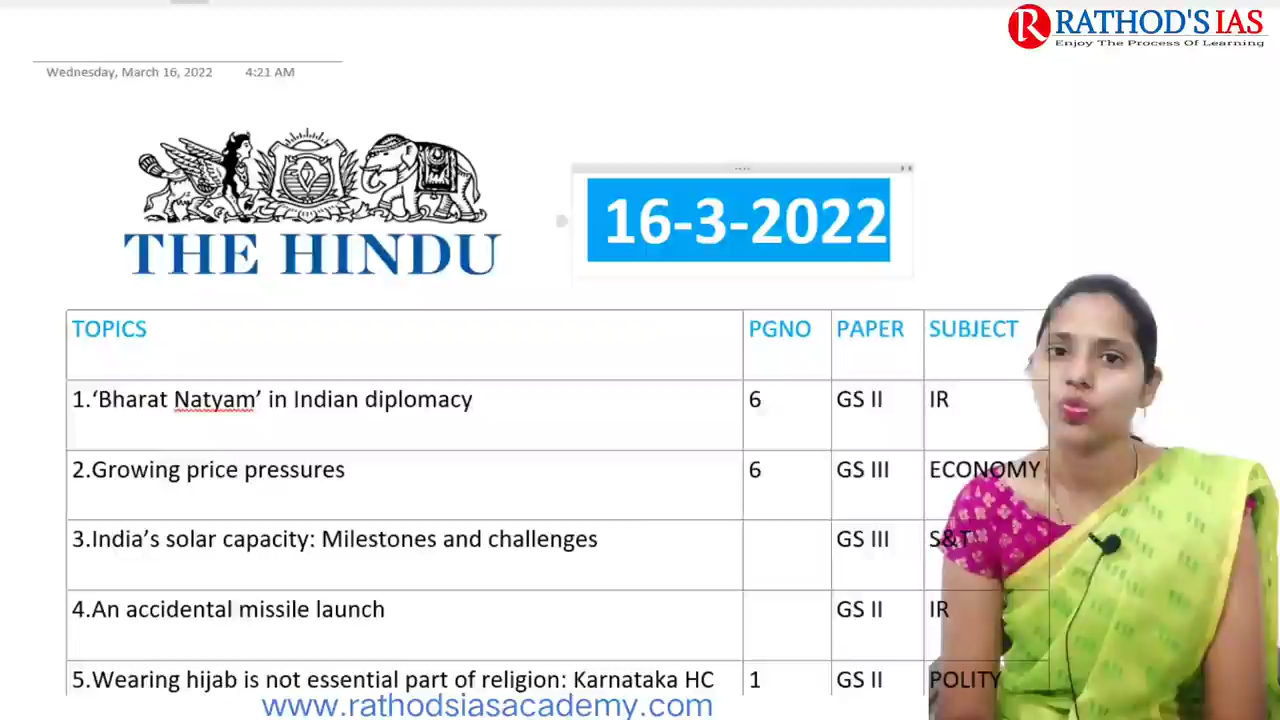 RATHOD'S IAS
Enjoy The Process Of Learning
Wednesday, March 16, 2022 4:21 AM
THE HINDU
16-3-2022
TOPICS PGNO PAPER SUBJECT
1.‘Bharat Natyam’ in Indian diplomacy 6 GS II IR
2.Growing price pressures 6 GS III ECONOMY
3.India’s solar capacity: Milestones and challenges GS III S&T
4.An accidental missile launch GS II IR
5.Wearing hijab is not essential part of religion: Karnataka HC 1 GS II POLITY
www.rathodsiasacademy.com